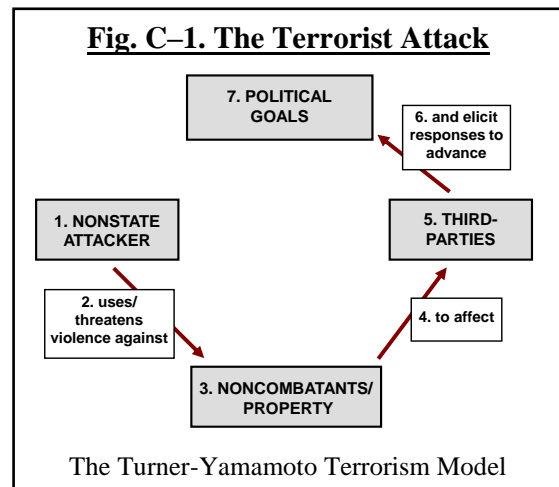 Fig. C–1. The Terrorist Attack
7. POLITICAL
GOALS
6. and elicit
responses to
advance
1. NONSTATE
ATTACKER
5. THIRD-
PARTIES
2. uses/
threatens
violence against
4. to affect
3. NONCOMBATANTS/
PROPERTY
The Turner-Yamamoto Terrorism Model